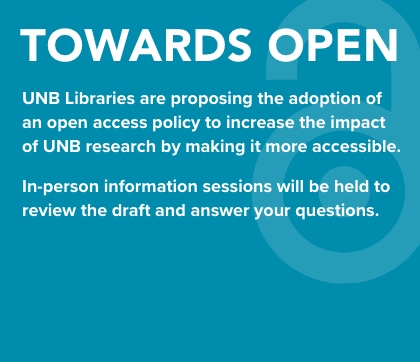 TOWARDS OPEN
UNB Libraries are proposing the adoption of
an open access policy to increase the impact
of UNB research by making it more accessible.
In-person information sessions will be held to
review the draft and answer your questions.